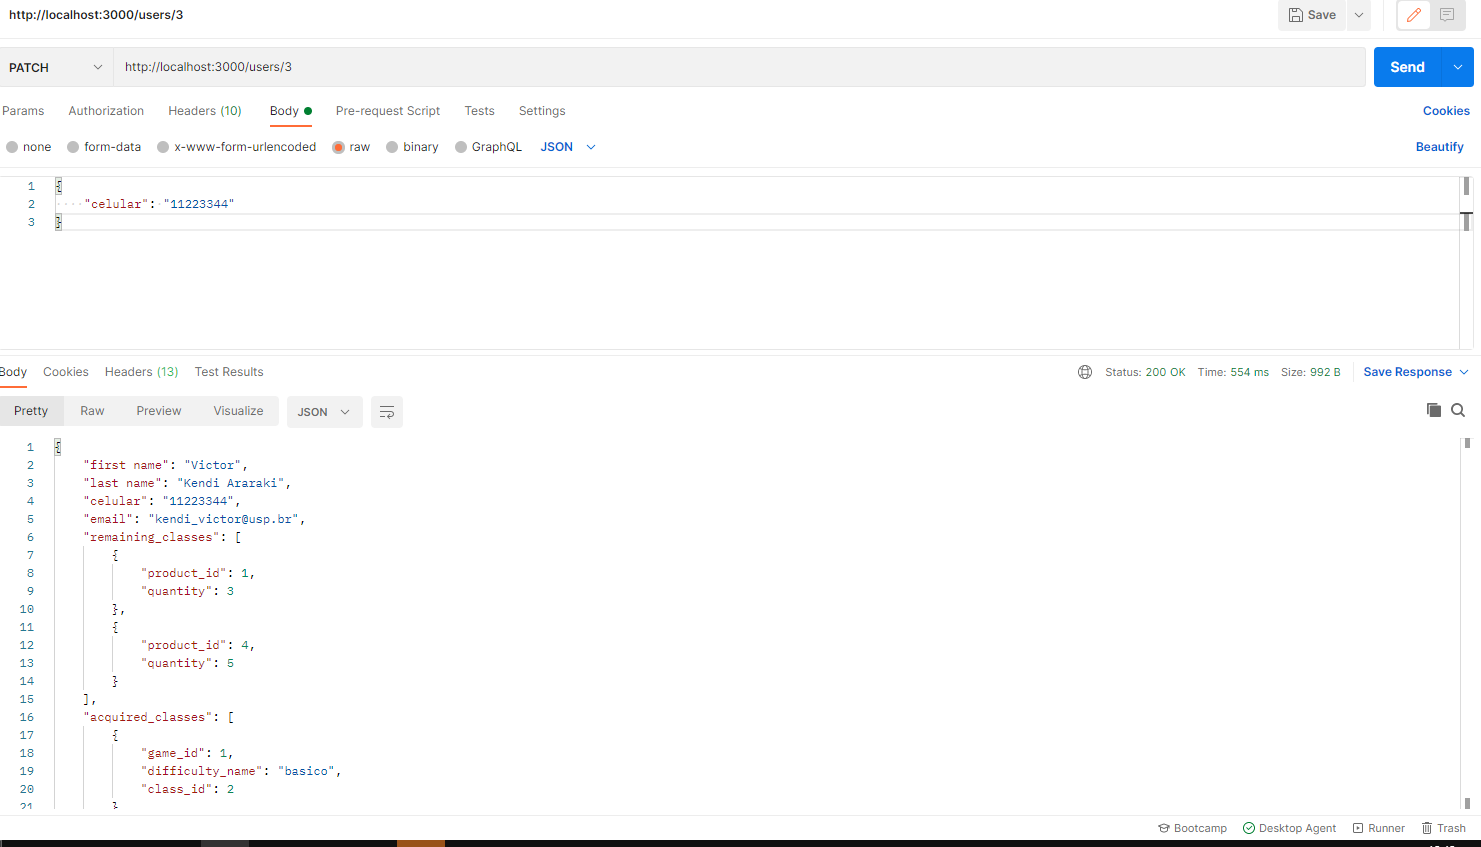 http://localhost:3000/users/3 Save
PATCH http://localhost:3000/users/3 Send
Params Authorization Headers (10) Body Pre-request Script Tests Settings Cookies
none form-data x-www-form-urlencoded raw binary GraphQL JSON Beautify
1 {
2 "celular": "11223344"
3 }
Body Cookies Headers (13) Test Results Status: 200 OK Time: 554 ms Size: 992 B Save Response
Pretty Raw Preview Visualize JSON
1 {
2 "first name": "Victor",
3 "last name": "Kendi Araraki",
4 "celular": "11223344",
5 "email": "kendi_victor@usp.br",
6 "remaining_classes": [
7 {
8 "product_id": 1,
9 "quantity": 3
10 },
11 {
12 "product_id": 4,
13 "quantity": 5
14 }
15 ],
16 "acquired_classes": [
17 {
18 "game_id": 1,
19 "difficulty_name": "basico",
20 "class_id": 2
21 }
Bootcamp Desktop Agent Runner Trash